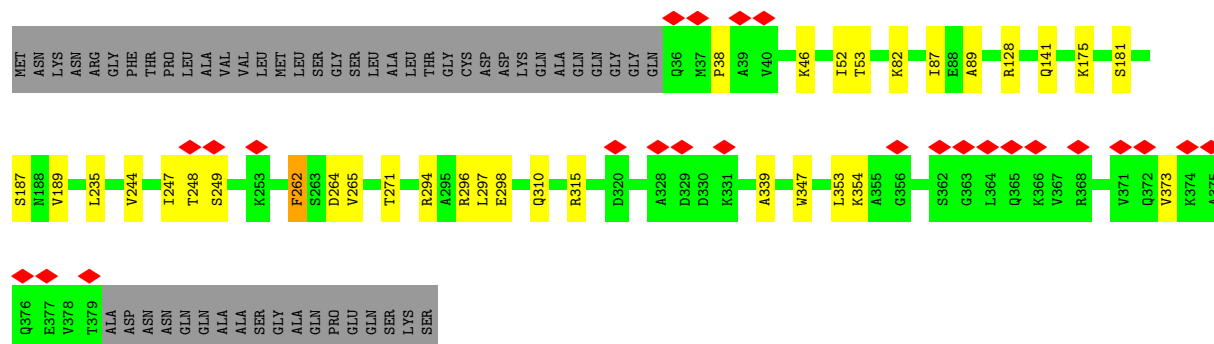 MET ASN LYS ASN ARG GLY PHE THR PRO LEU ALA VAL VAL LEU MET LEU SER GLY SER LEU ALA LEU THR GLY CYS ASP ASP LYS GLN ALA GLN GLN GLY GLY GLN Q36 M37 P38 A39 V40 K46 I52 T53 K82 I87 E88 A89 R128 Q141 K175 S181
S187 N188 V189 L235 V244 I247 T248 S249 K253 F262 S263 D264 V265 T271 R294 A295 R296 L297 E298 Q310 R315 D320 A328 D329 D330 K331 A339 W347 L353 K354 A355 G356 S362 G363 L364 Q365 K366 V367 R368 V371 Q372 V373 K374 A375
Q376 E377 V378 T379 ALA ASP ASN ASN GLN GLN ALA ALA SER GLY ALA GLN PRO GLU GLN SER LYS SER